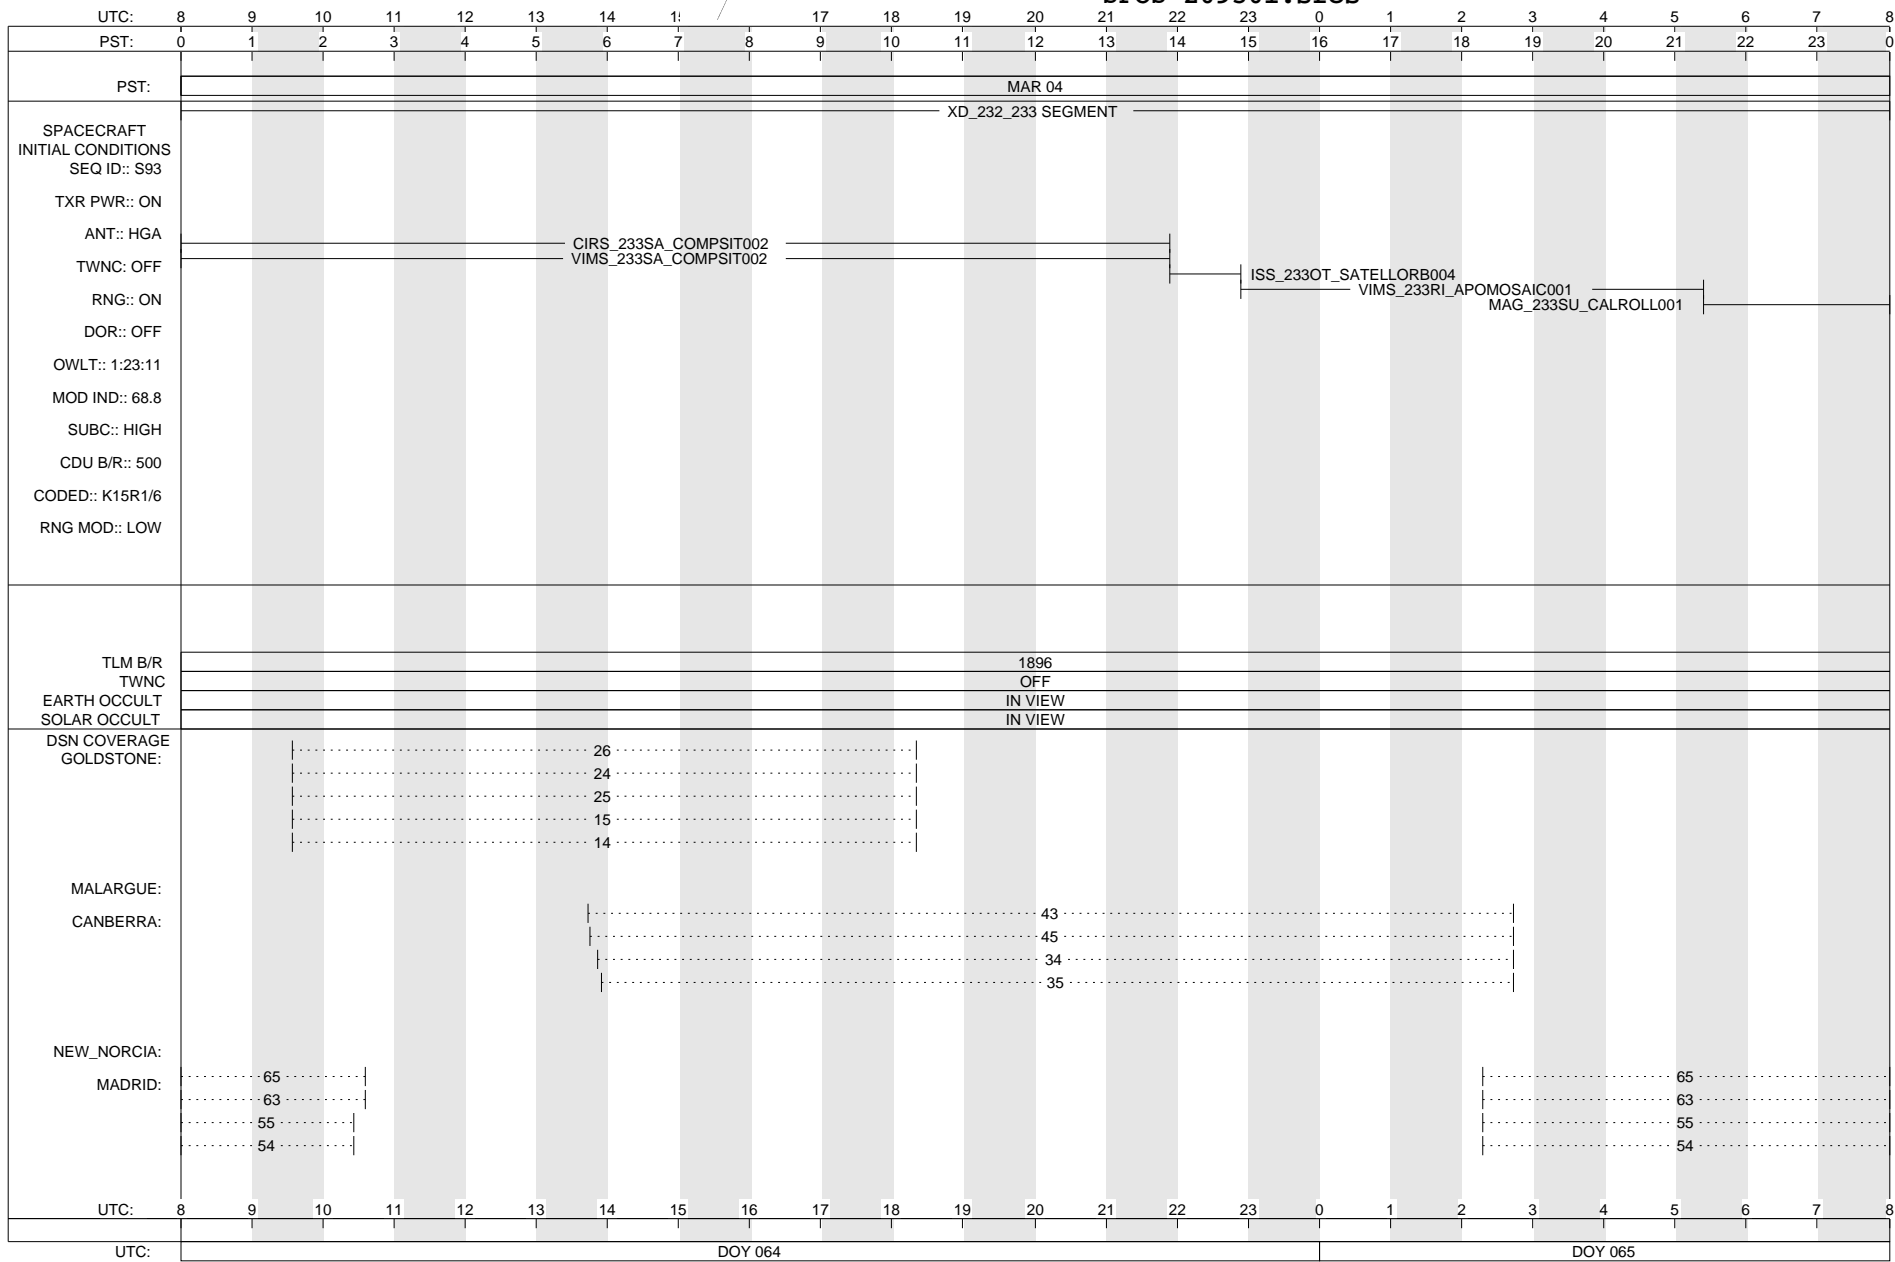 UTC: 8 9 10 11 12 13 14 17 18 19 20 21 22 23 0 1 2 3 4 5 6 7 8
PST: 0 1 2 3 4 5 6 7 8 9 10 11 12 13 14 15 16 17 18 19 20 21 22 23 0
PST: MAR 04
XD_232_233 SEGMENT
SPACECRAFT
INITIAL CONDITIONS
SEQ ID:: S93
TXR PWR:: ON
ANT:: HGA
CIRS_233SA_COMPSIT002
VIMS_233SA_COMPSIT002
TWNC: OFF
ISS_233OT_SATELLORB004
VIMS_233RI_APOMOSAIC001
RNG:: ON
MAG_233SU_CALROLL001
DOR:: OFF
OWLT:: 1:23:11
MOD IND:: 68.8
SUBC:: HIGH
CDU B/R:: 500
CODED:: K15R1/6
RNG MOD:: LOW
TLM B/R 1896
TWNC OFF
EARTH OCCULT IN VIEW
SOLAR OCCULT IN VIEW
DSN COVERAGE
GOLDSTONE:
26
24
25
15
14
MALARGUE:
CANBERRA:
43
45
34
35
NEW_NORCIA:
MADRID:
65 65
63 63
55 55
54 54
UTC: 8 9 10 11 12 13 14 15 16 17 18 19 20 21 22 23 0 1 2 3 4 5 6 7 8
UTC: DOY 064 DOY 065